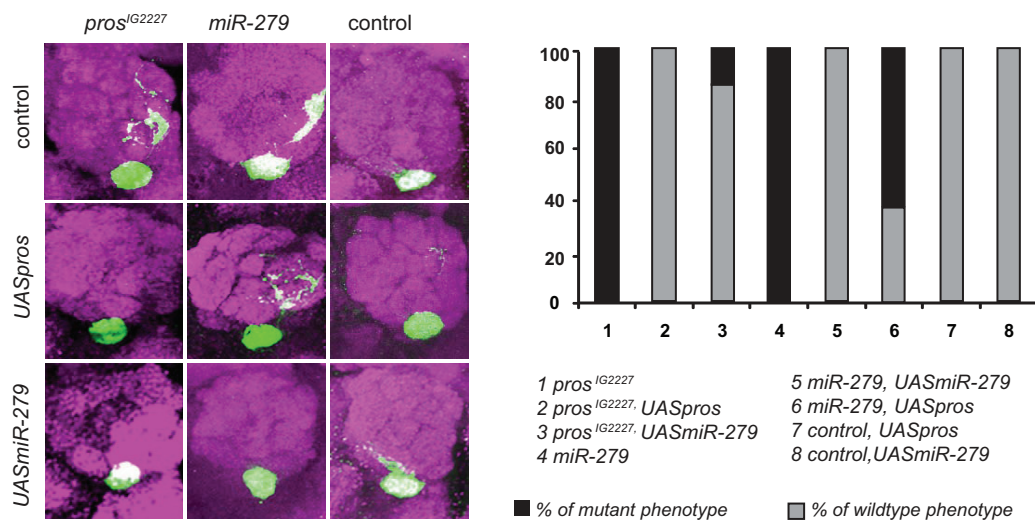 pros IG2227 miR-279 control
control
UASpros
UASmiR-279
100
80
60
40
20
0
1 2 3 4 5 6 7 8
1 pros IG2227
2 pros IG2227, UASpros
3 pros IG2227, UASmiR-279
4 miR-279
5 miR-279, UASmiR-279
6 miR-279, UASpros
7 control, UASpros
8 control,UASmiR-279
% of mutant phenotype
% of wildtype phenotype